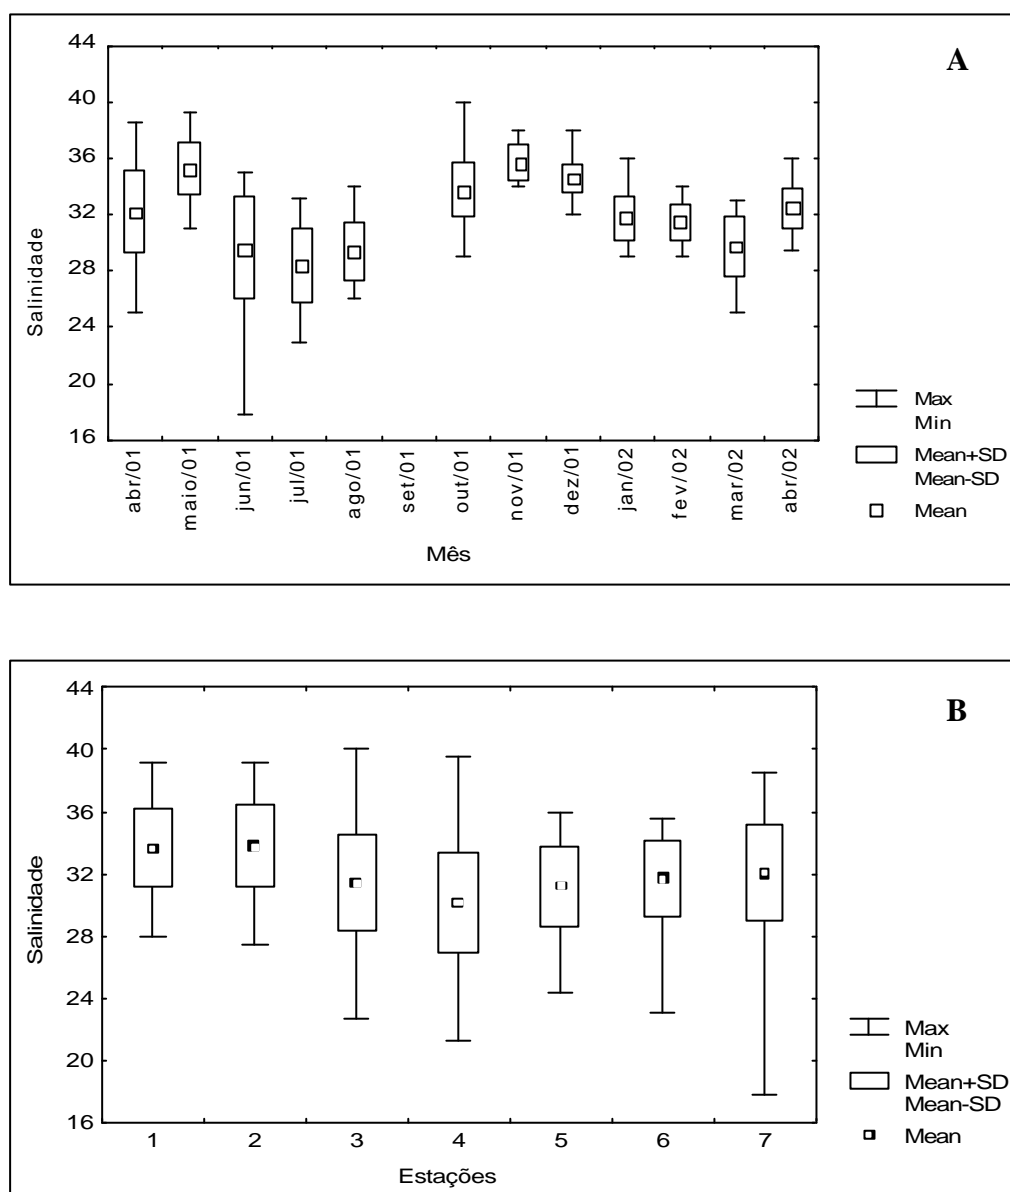 A
44
40
36
32
28
24
20
16
Salinidade
abr/01
maio/01
jun/01
jul/01
ago/01
set/01
out/01
nov/01
dez/01
jan/02
fev/02
mar/02
abr/02
Mês
Max
Min
Mean+SD
Mean-SD
Mean
B
44
40
36
32
28
24
20
16
Salinidade
1 2 3 4 5 6 7
Estações
Max
Min
Mean+SD
Mean-SD
Mean